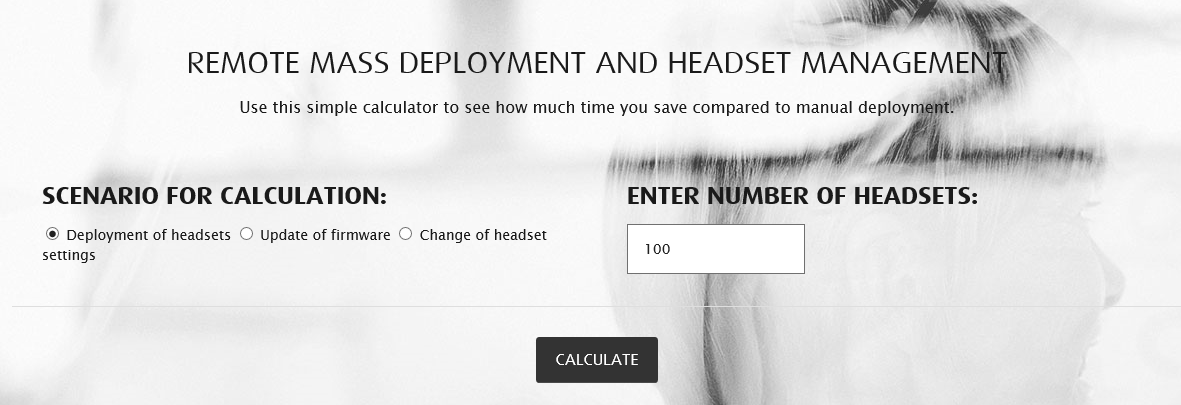 REMOTE MASS DEPLOYMENT AND HEADSET MANAGEMENT
Use this simple calculator to see how much time you save compared to manual deployment.
SCENARIO FOR CALCULATION:
Deployment of headsets Update of firmware Change of headset
settings
ENTER NUMBER OF HEADSETS:
100
CALCULATE